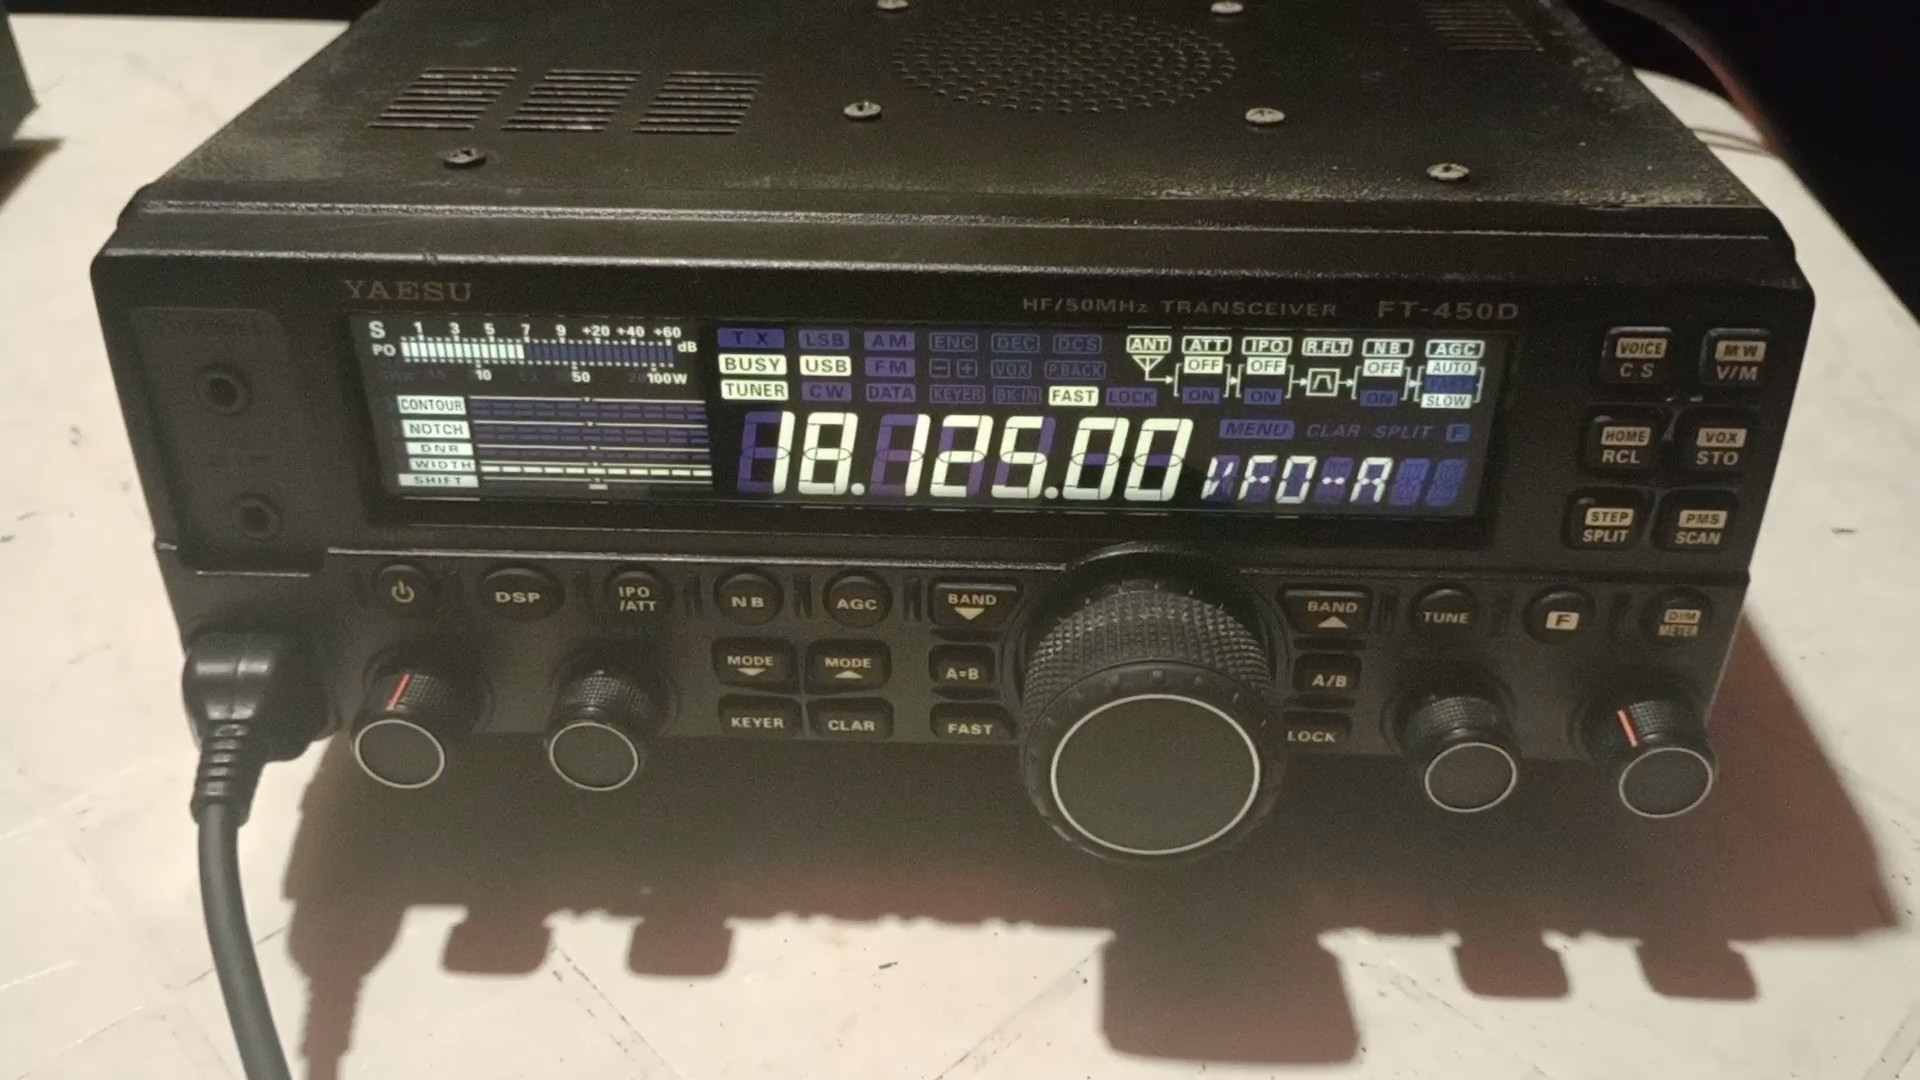 YAESU
HF/50MHz TRANSCEIVER FT-450D
S 1 3 5 7 9 +20 +40 +60 dB
PO 10 50 100W
CONTOUR
NOTCH
DNR
WIDTH
SHIFT
TX LSB AM ENC DEC DCS
BUSY USB FM - + VOX P.BACK
TUNER CW DATA KEYER BK-IN FAST LOCK
ANT ATT IPO R.FLT NB AGC
OFF OFF OFF AUTO
FAST
ON ON ON SLOW
MENU CLAR SPLIT F
18.125.00 VFO-A
VOICE C.S
M W V/M
HOME RCL
VOX STO
STEP SPLIT
PMS SCAN
DSP
IPO /ATT
NB
AGC
BAND
BAND
TUNE
F
DIM METER
MODE
MODE
A=B
A/B
KEYER
CLAR
FAST
LOCK